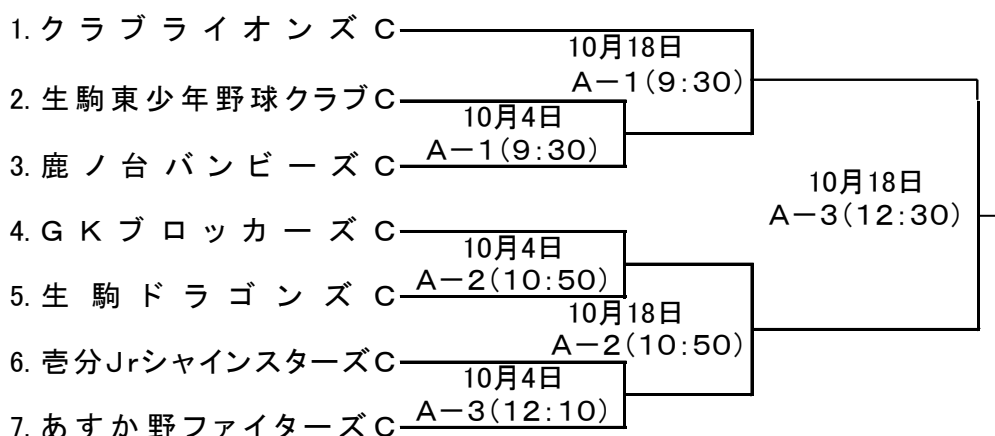 1. クラブライオンズC
10月18日
A－1(9:30)
2. 生駒東少年野球クラブC
10月4日
A－1(9:30)
3. 鹿ノ台バンビーズC
10月18日
A－3(12:30)
4. GKブロッカーズC
10月4日
A－2(10:50)
5. 生駒ドラゴンズC
10月18日
A－2(10:50)
6. 壱分Jrシャインスターズ C
10月4日
A－3(12:10)
7. あすか野ファイターズC